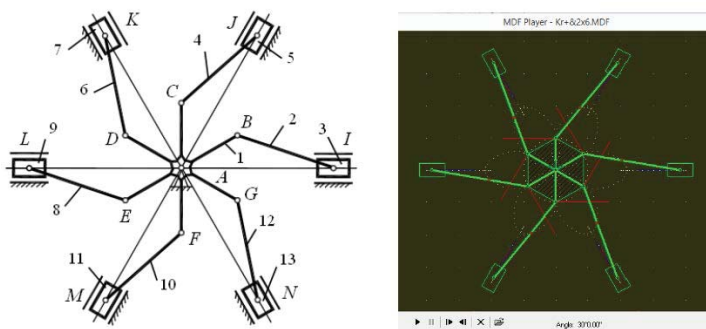 K
J
7
4
5
6
C
B
2
L
9
D
3
I
1
A
8
E
G
12
F
11
10
13
M
N
MDF Player - Kr+&2x6.MDF
Angle: 30°0.00"